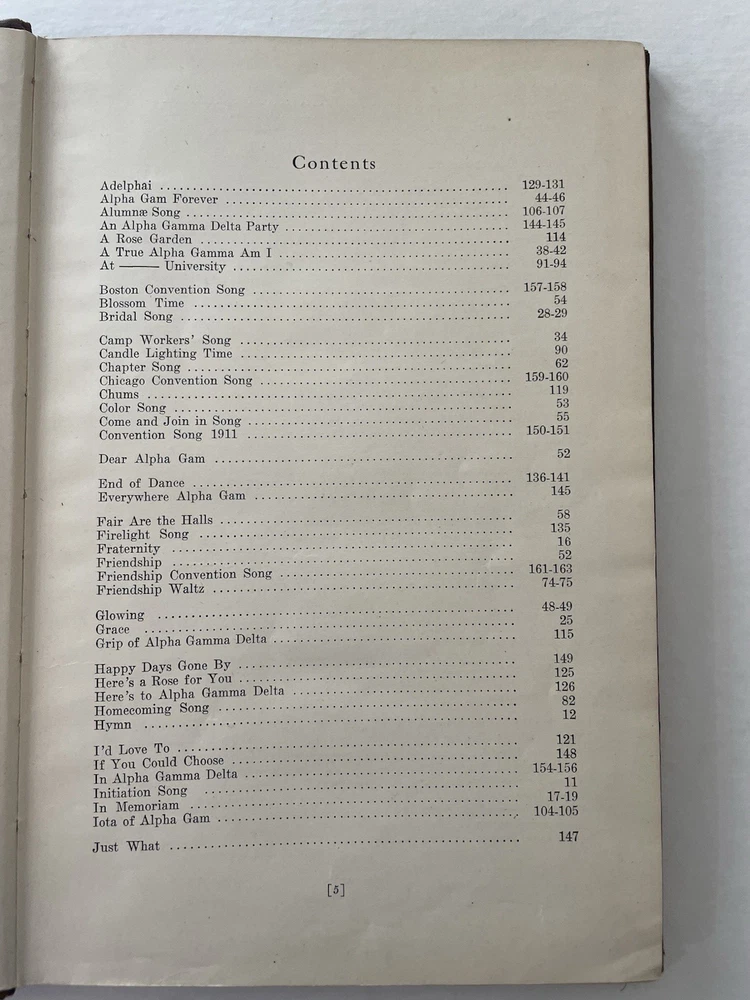 Contents
Adelphai 129-131
Alpha Gam Forever 44-46
Alumnæ Song 106-107
An Alpha Gamma Delta Party 144-145
A Rose Garden 114
A True Alpha Gamma Am I 38-42
At —— University 91-94
Boston Convention Song 157-158
Blossom Time 54
Bridal Song 28-29
Camp Workers' Song 34
Candle Lighting Time 90
Chapter Song 62
Chicago Convention Song 159-160
Chums 119
Color Song 53
Come and Join in Song 55
Convention Song 1911 150-151
Dear Alpha Gam 52
End of Dance 136-141
Everywhere Alpha Gam 145
Fair Are the Halls 58
Firelight Song 135
Fraternity 16
Friendship 52
Friendship Convention Song 161-163
Friendship Waltz 74-75
Glowing 48-49
Grace 25
Grip of Alpha Gamma Delta 115
Happy Days Gone By 149
Here's a Rose for You 125
Here's to Alpha Gamma Delta 126
Homecoming Song 82
Hymn 12
I'd Love To 121
If You Could Choose 148
In Alpha Gamma Delta 154-156
Initiation Song 11
In Memoriam 17-19
Iota of Alpha Gam 104-105
Just What 147
[5]